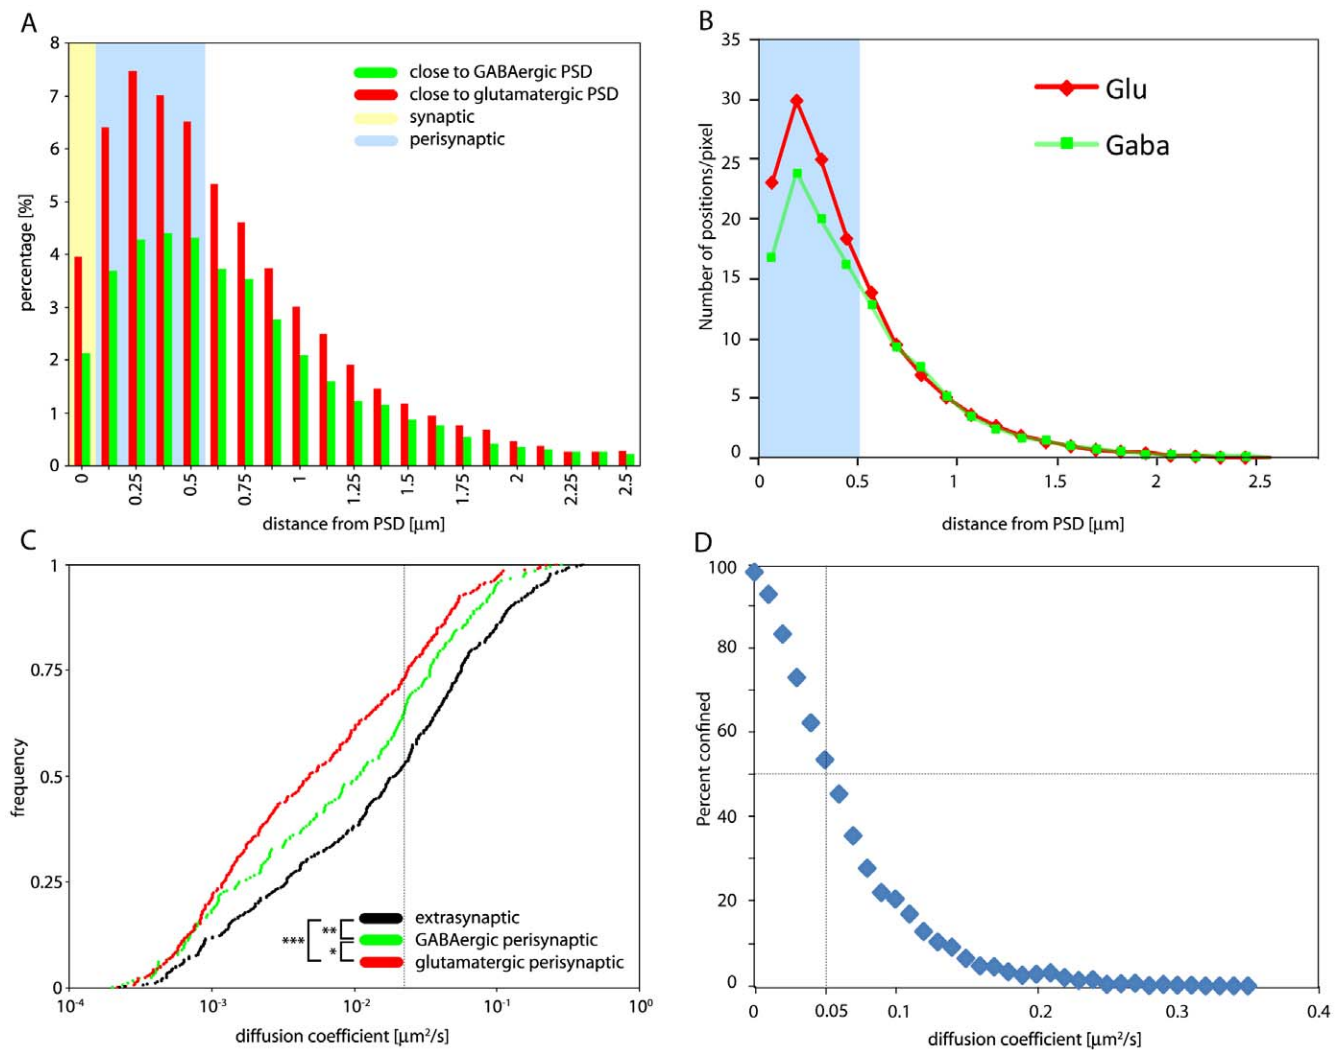 A
8
7
6
5
4
3
2
1
0
percentage [%]
close to GABAergic PSD
close to glutamatergic PSD
synaptic
perisynaptic
0
0.25
0.5
0.75
1
1.25
1.5
1.75
2
2.25
2.5
distance from PSD [µm]
B
35
30
25
20
15
10
5
0
Number of positions/pixel
Glu
Gaba
0
0.5
1
1.5
2
2.5
distance from PSD [µm]
C
1
0.75
0.5
0.25
0
frequency
***
**
*
extrasynaptic
GABAergic perisynaptic
glutamatergic perisynaptic
10-4
10-3
10-2
10-1
10⁰
diffusion coefficient [µm²/s]
D
100
80
60
40
20
0
Percent confined
0
0.05
0.1
0.2
0.3
0.4
diffusion coefficient [µm²/s]